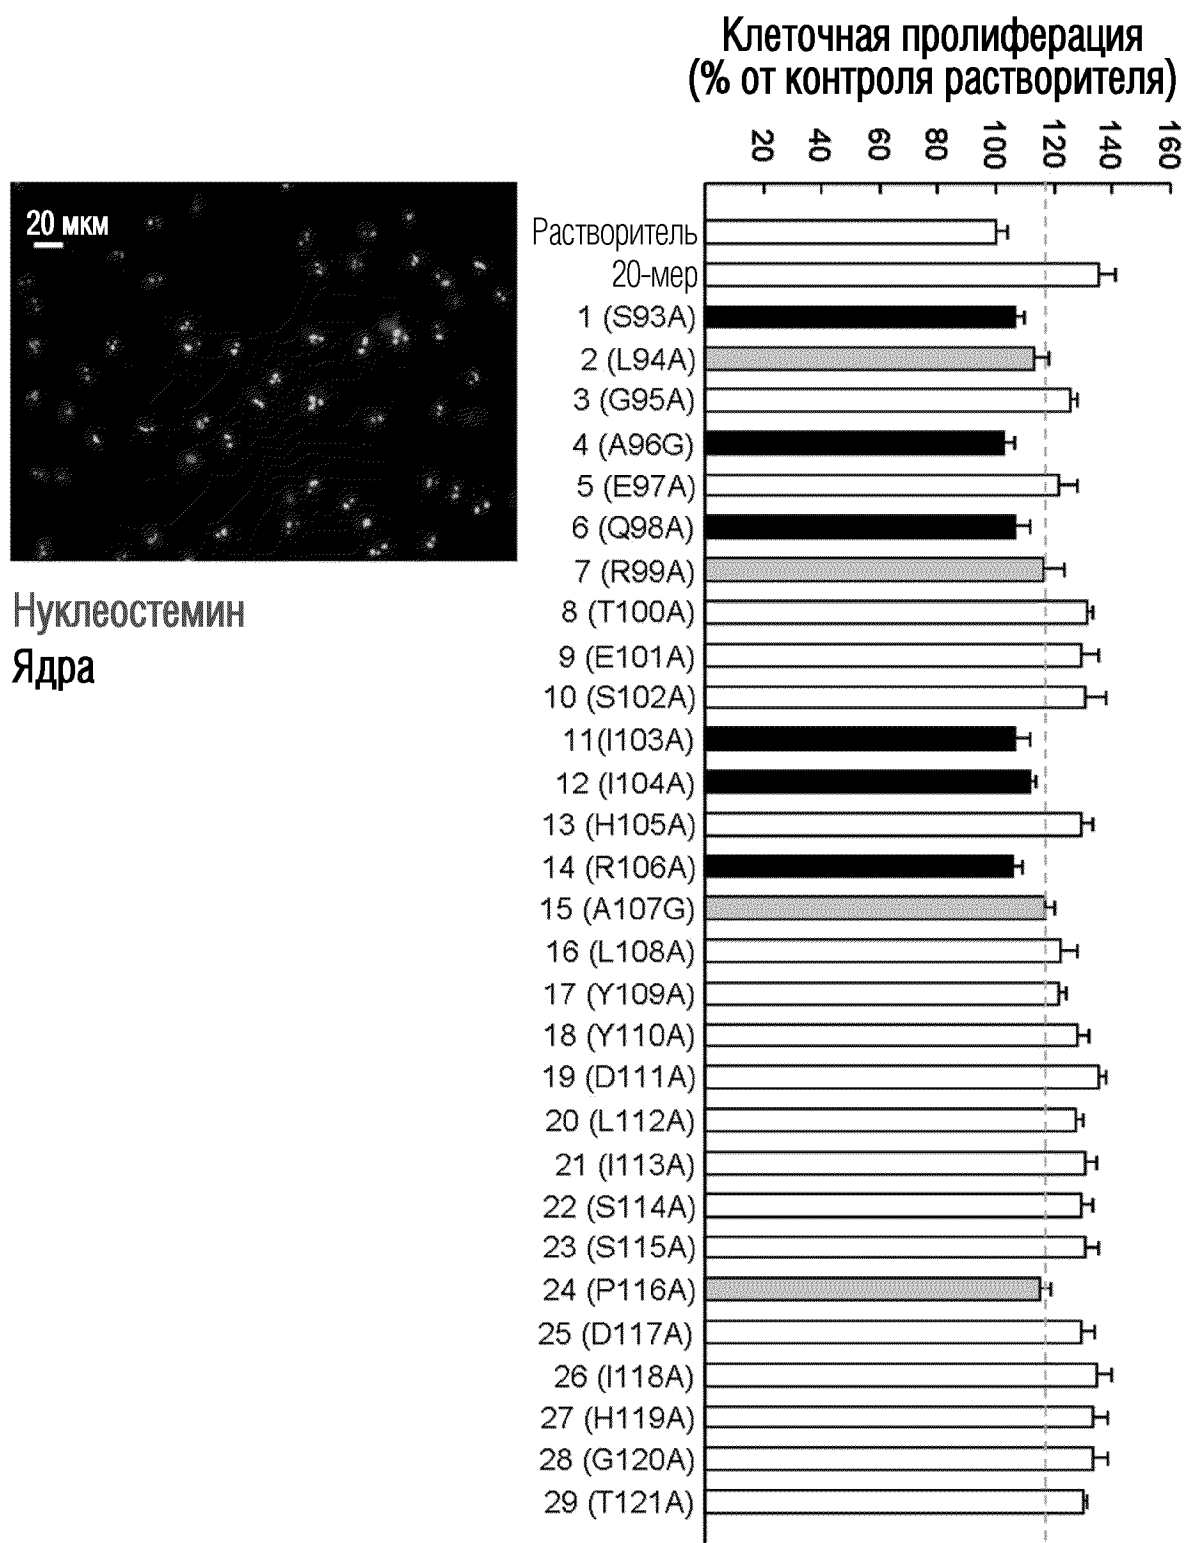 Клеточная пролиферация
(% от контроля растворителя)
20 40 60 80 100 120 140 160
20 мкм
Нуклеостемин
Ядра
Растворитель
20-мер
1 (S93A)
2 (L94A)
3 (G95A)
4 (A96G)
5 (E97A)
6 (Q98A)
7 (R99A)
8 (T100A)
9 (E101A)
10 (S102A)
11(I103A)
12 (I104A)
13 (H105A)
14 (R106A)
15 (A107G)
16 (L108A)
17 (Y109A)
18 (Y110A)
19 (D111A)
20 (L112A)
21 (I113A)
22 (S114A)
23 (S115A)
24 (P116A)
25 (D117A)
26 (I118A)
27 (H119A)
28 (G120A)
29 (T121A)